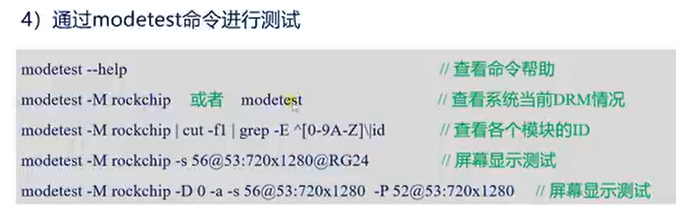 4）通过modetest命令进行测试
modetest --help // 查看命令帮助
modetest -M rockchip 或者 modetest // 查看系统当前DRM情况
modetest -M rockchip | cut -f1 | grep -E ^[0-9A-Z]\|id // 查看各个模块的ID
modetest -M rockchip -s 56@53:720x1280@RG24 // 屏幕显示测试
modetest -M rockchip -D 0 -a -s 56@53:720x1280 -P 52@53:720x1280 // 屏幕显示测试